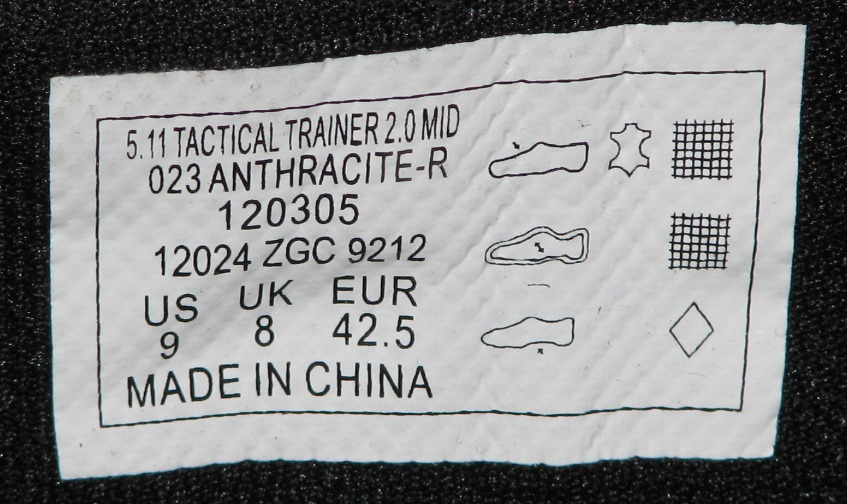 5.11 TACTICAL TRAINER 2.0 MID
023 ANTHRACITE-R
120305
12024 ZGC 9212
US UK EUR
9 8 42.5
MADE IN CHINA